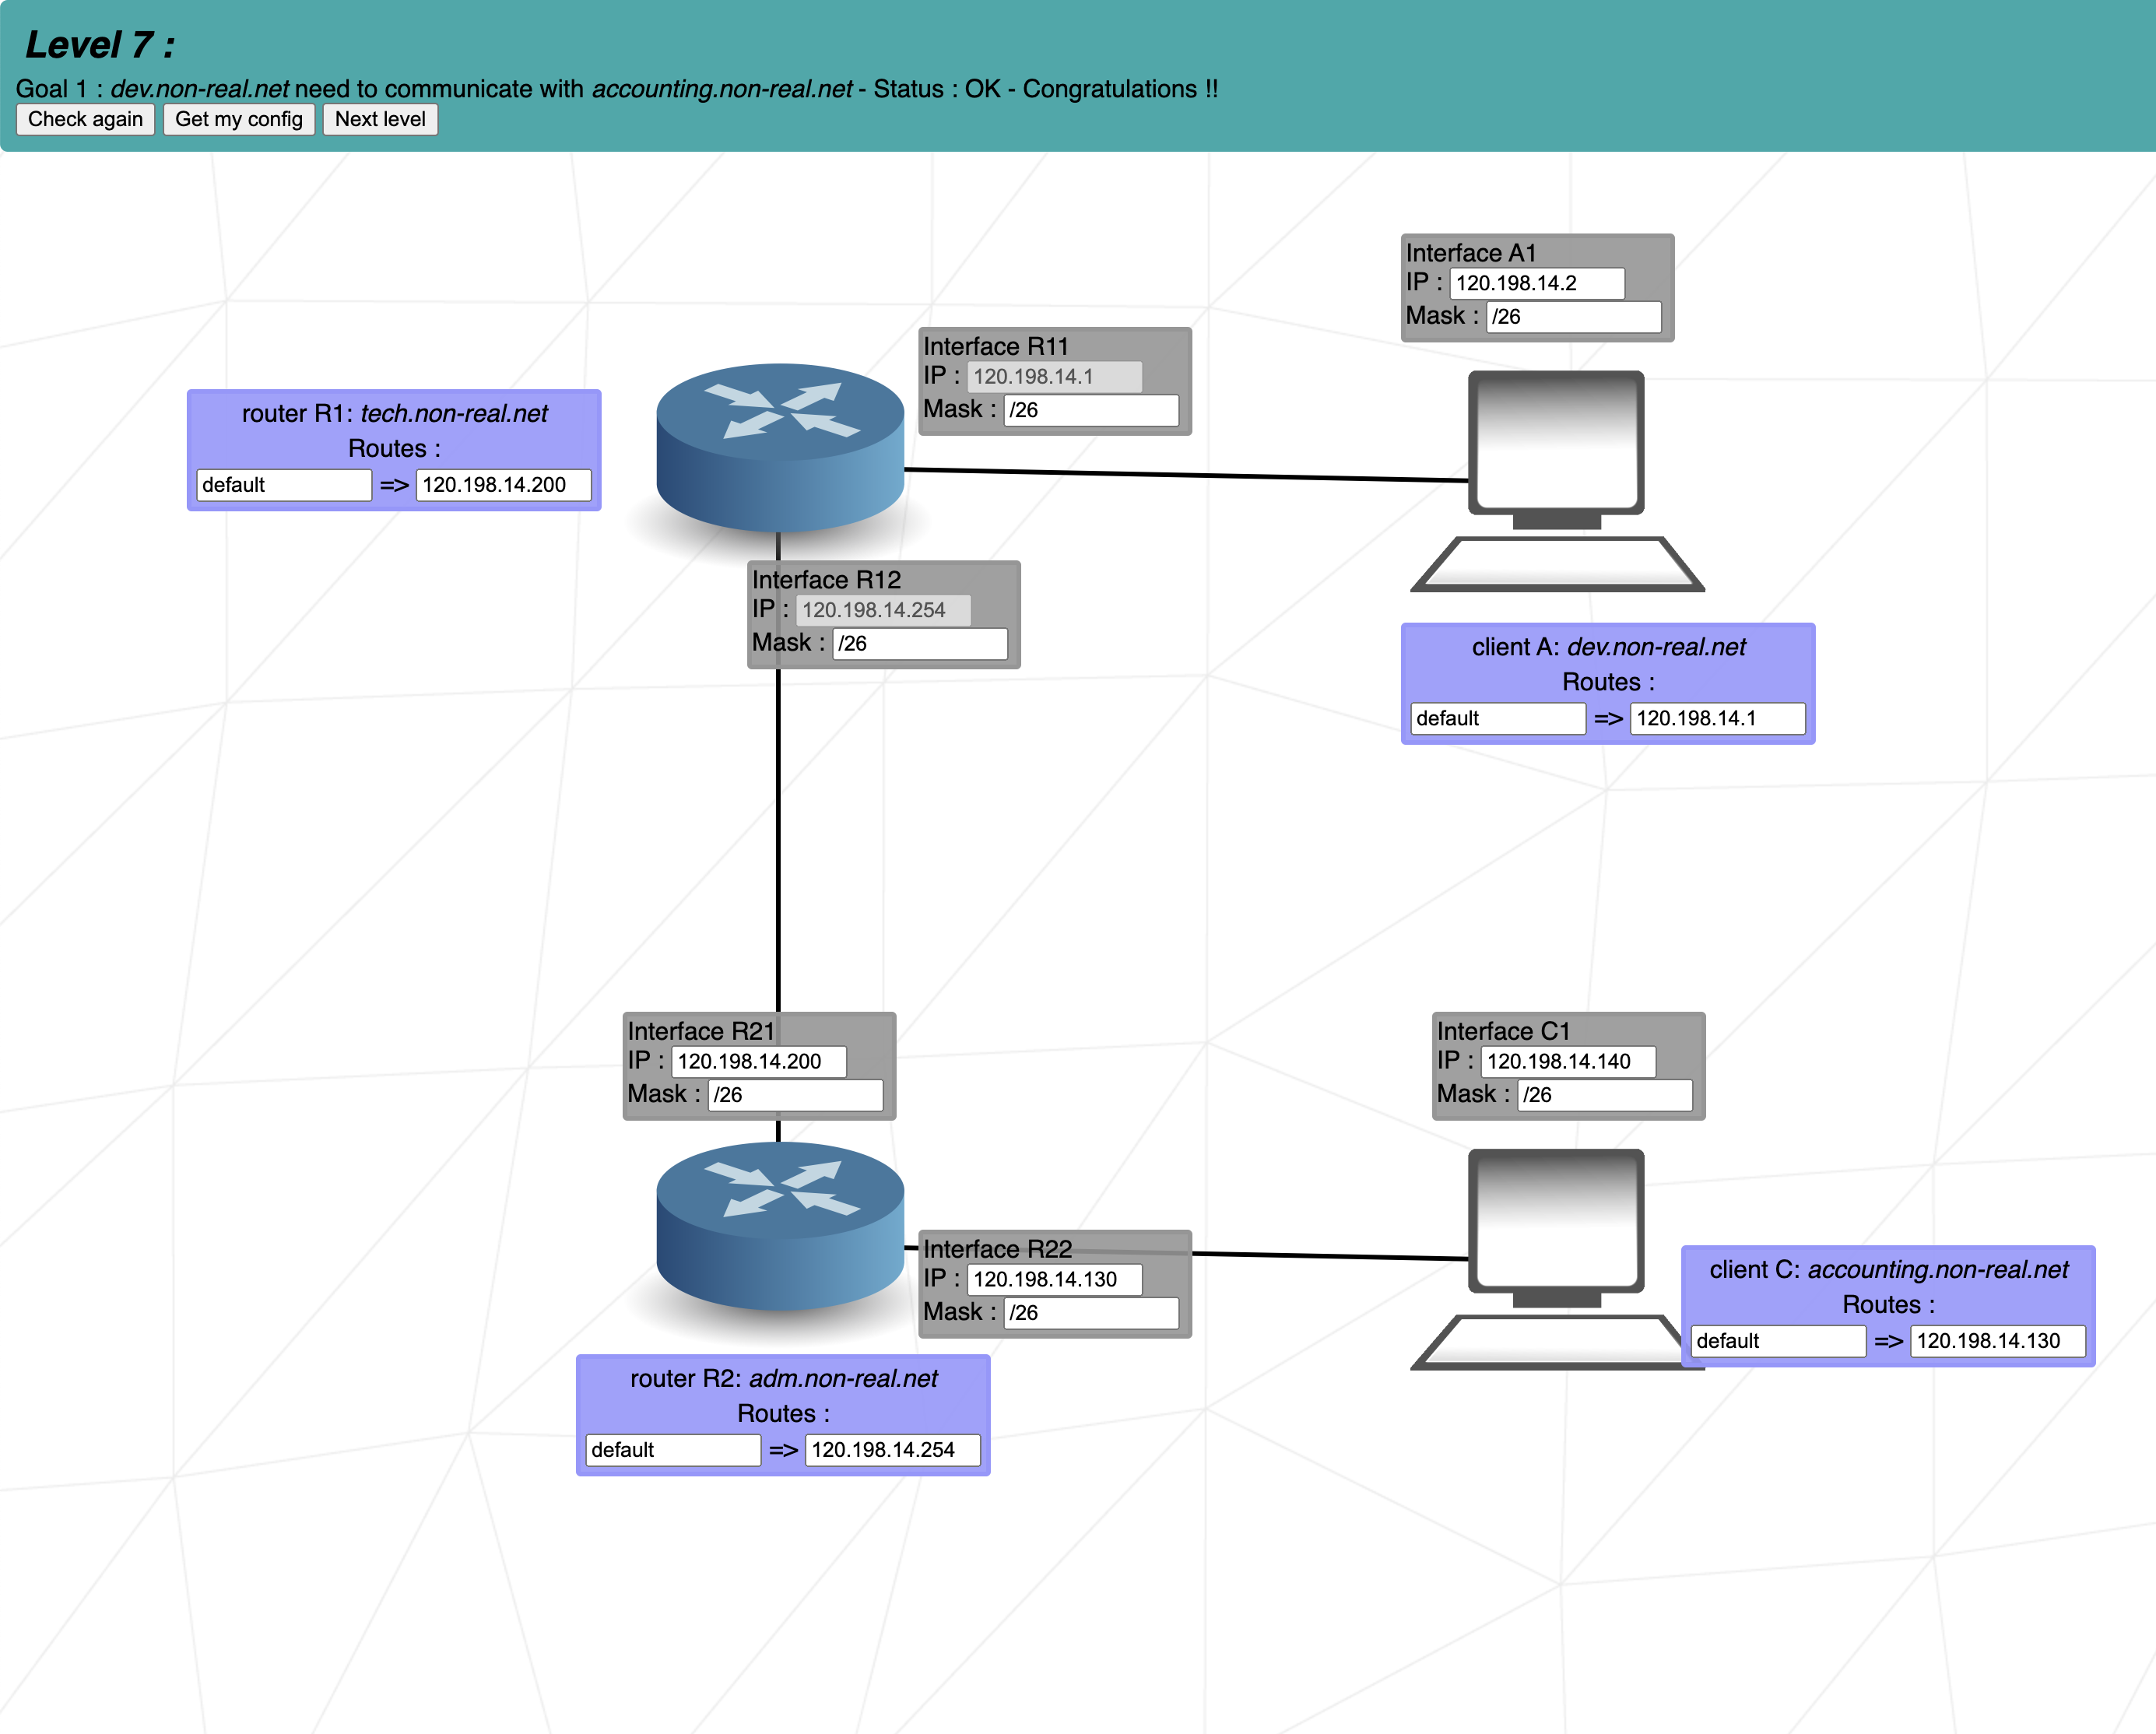 Level 7 :
Goal 1 : dev.non-real.net need to communicate with accounting.non-real.net - Status : OK - Congratulations !!
Check again Get my config Next level
Interface A1
IP : 120.198.14.2
Mask : /26
Interface R11
IP : 120.198.14.1
Mask : /26
router R1: tech.non-real.net
Routes :
default => 120.198.14.200
Interface R12
IP : 120.198.14.254
Mask : /26
client A: dev.non-real.net
Routes :
default => 120.198.14.1
Interface R21
IP : 120.198.14.200
Mask : /26
Interface C1
IP : 120.198.14.140
Mask : /26
Interface R22
IP : 120.198.14.130
Mask : /26
client C: accounting.non-real.net
Routes :
default => 120.198.14.130
router R2: adm.non-real.net
Routes :
default => 120.198.14.254